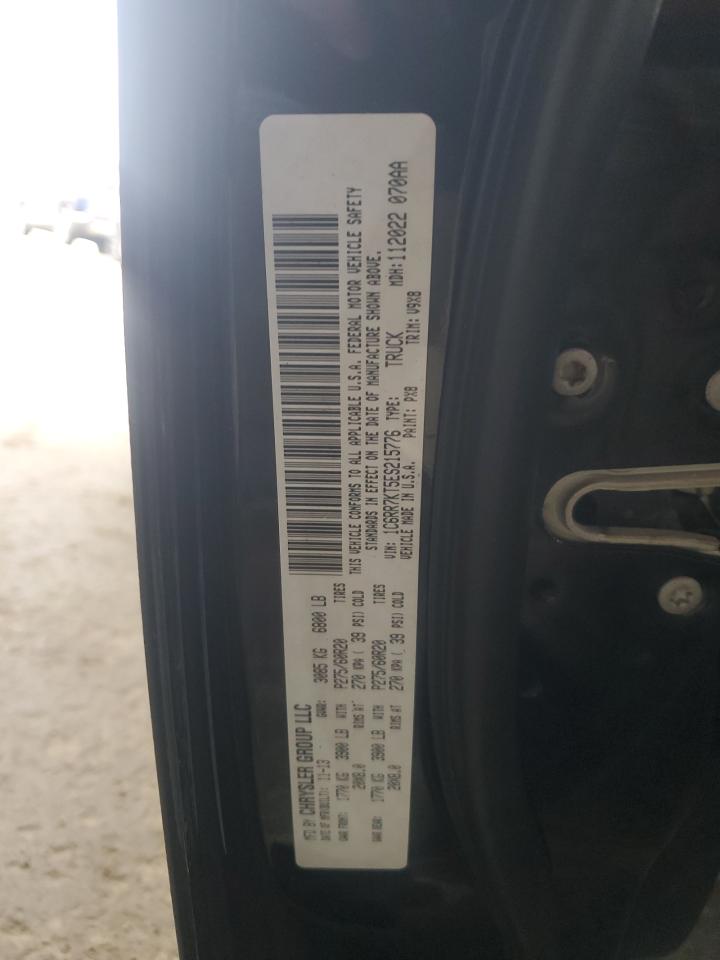 MFD BY: CHRYSLER GROUP LLC
DATE OF MFR/BUILT: 11-13 GVWR: 3085 KG 6800 LB
GAWR FRONT: 1770 KG 3900 LB WITH P275/60R20 TIRES
20X8.0 RIMS AT 270 KPA ( 39 PSI) COLD
GAWR REAR: 1770 KG 3900 LB WITH P275/60R20 TIRES
20X8.0 RIMS AT 270 KPA ( 39 PSI) COLD
THIS VEHICLE CONFORMS TO ALL APPLICABLE U.S.A. FEDERAL MOTOR VEHICLE SAFETY
STANDARDS IN EFFECT ON THE DATE OF MANUFACTURE SHOWN ABOVE.
VIN: 1C6RR7KT5ES215776 TYPE: TRUCK MDH: 112022 070AA
VEHICLE MADE IN U.S.A. PAINT: PX8 TRIM: V9X8